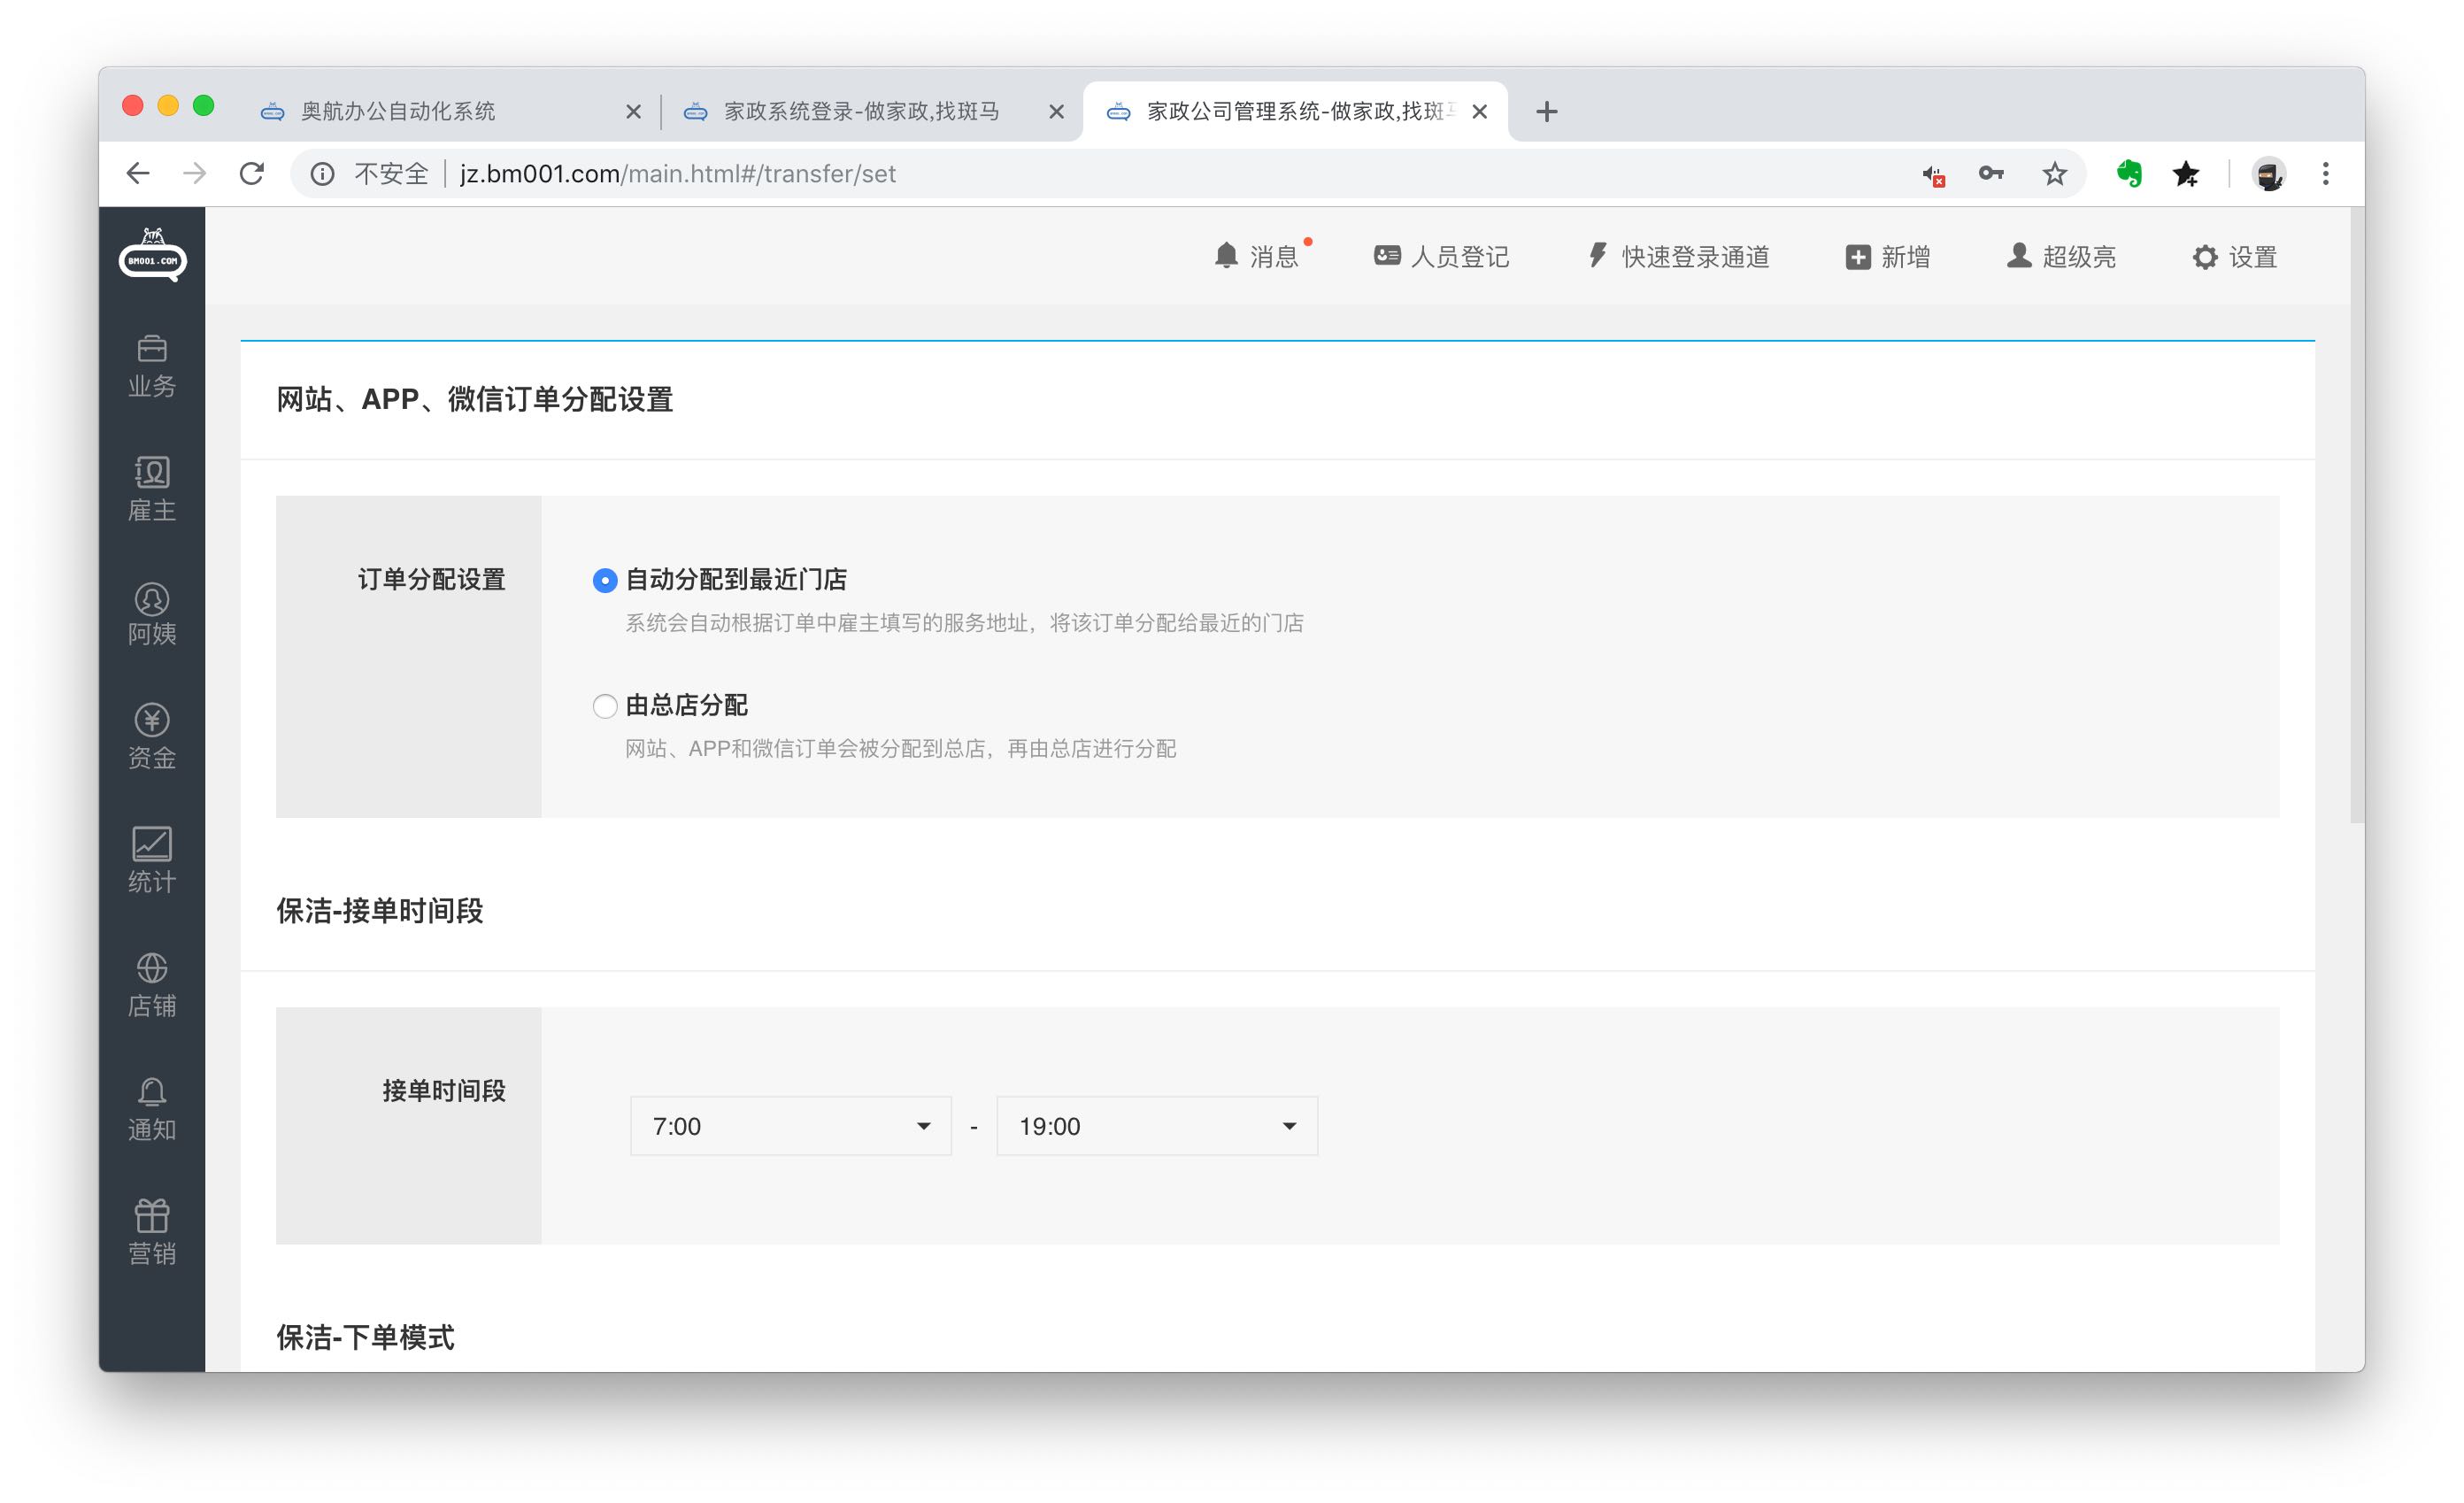 奥航办公自动化系统
家政系统登录-做家政,找斑马
家政公司管理系统-做家政,找斑马
不安全
jz.bm001.com/main.html#/transfer/set
BM001.COM
消息
人员登记
快速登录通道
新增
超级亮
设置
业务
雇主
阿姨
资金
统计
店铺
通知
营销
网站、APP、微信订单分配设置
订单分配设置
自动分配到最近门店
系统会自动根据订单中雇主填写的服务地址，将该订单分配给最近的门店
由总店分配
网站、APP和微信订单会被分配到总店，再由总店进行分配
保洁-接单时间段
接单时间段
7:00 - 19:00
保洁-下单模式